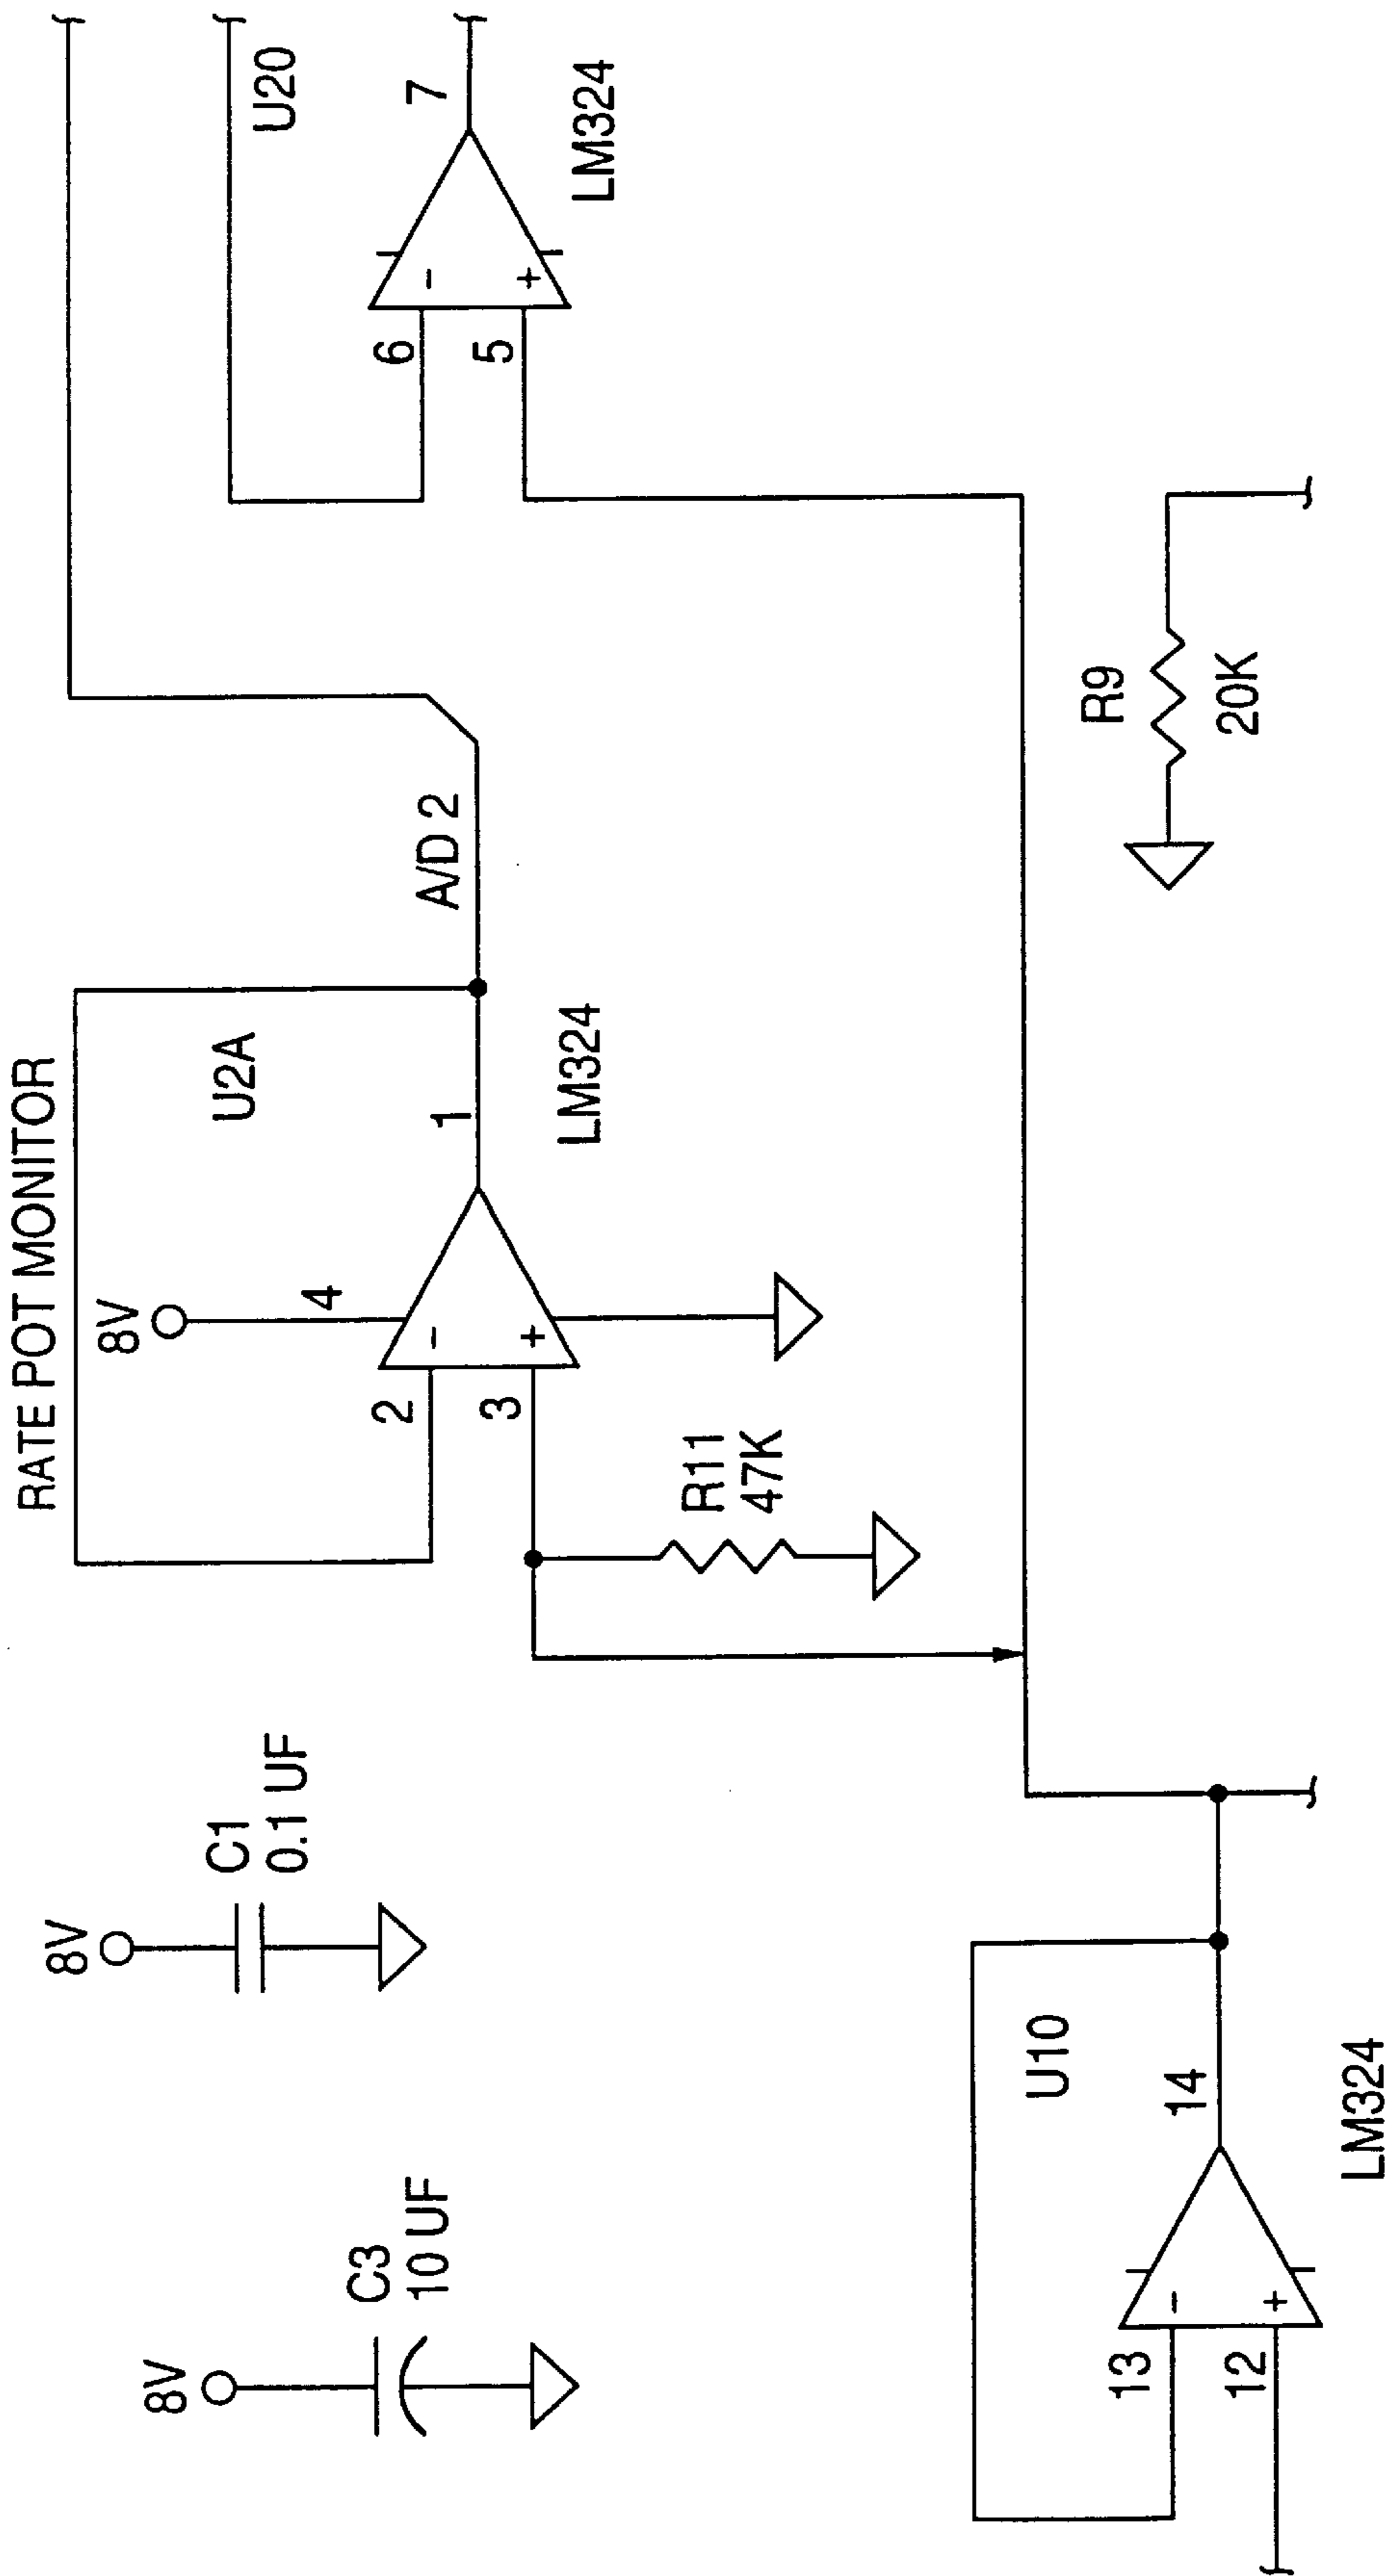 RATE POT MONITOR
8V
4
U2A
2
3
-
+
1
LM324
A/D 2
R11
47K
U20
6
5
-
+
7
LM324
8V
C1
0.1 UF
8V
C3
10 UF
R9
20K
U10
13
12
-
+
14
LM324